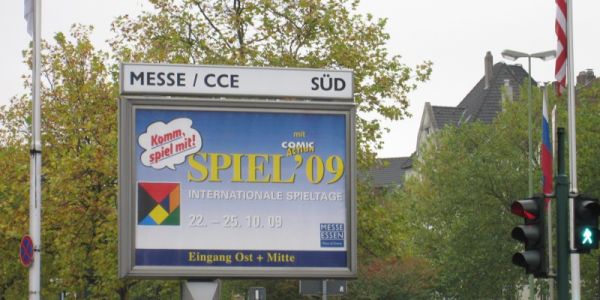 MESSE / CCE SÜD
Komm,
spiel mit!
mit
COMIC
ACTION
SPIEL'09
INTERNATIONALE SPIELTAGE
22. – 25. 10. 09
MESSE
ESSEN
Eingang Ost + Mitte